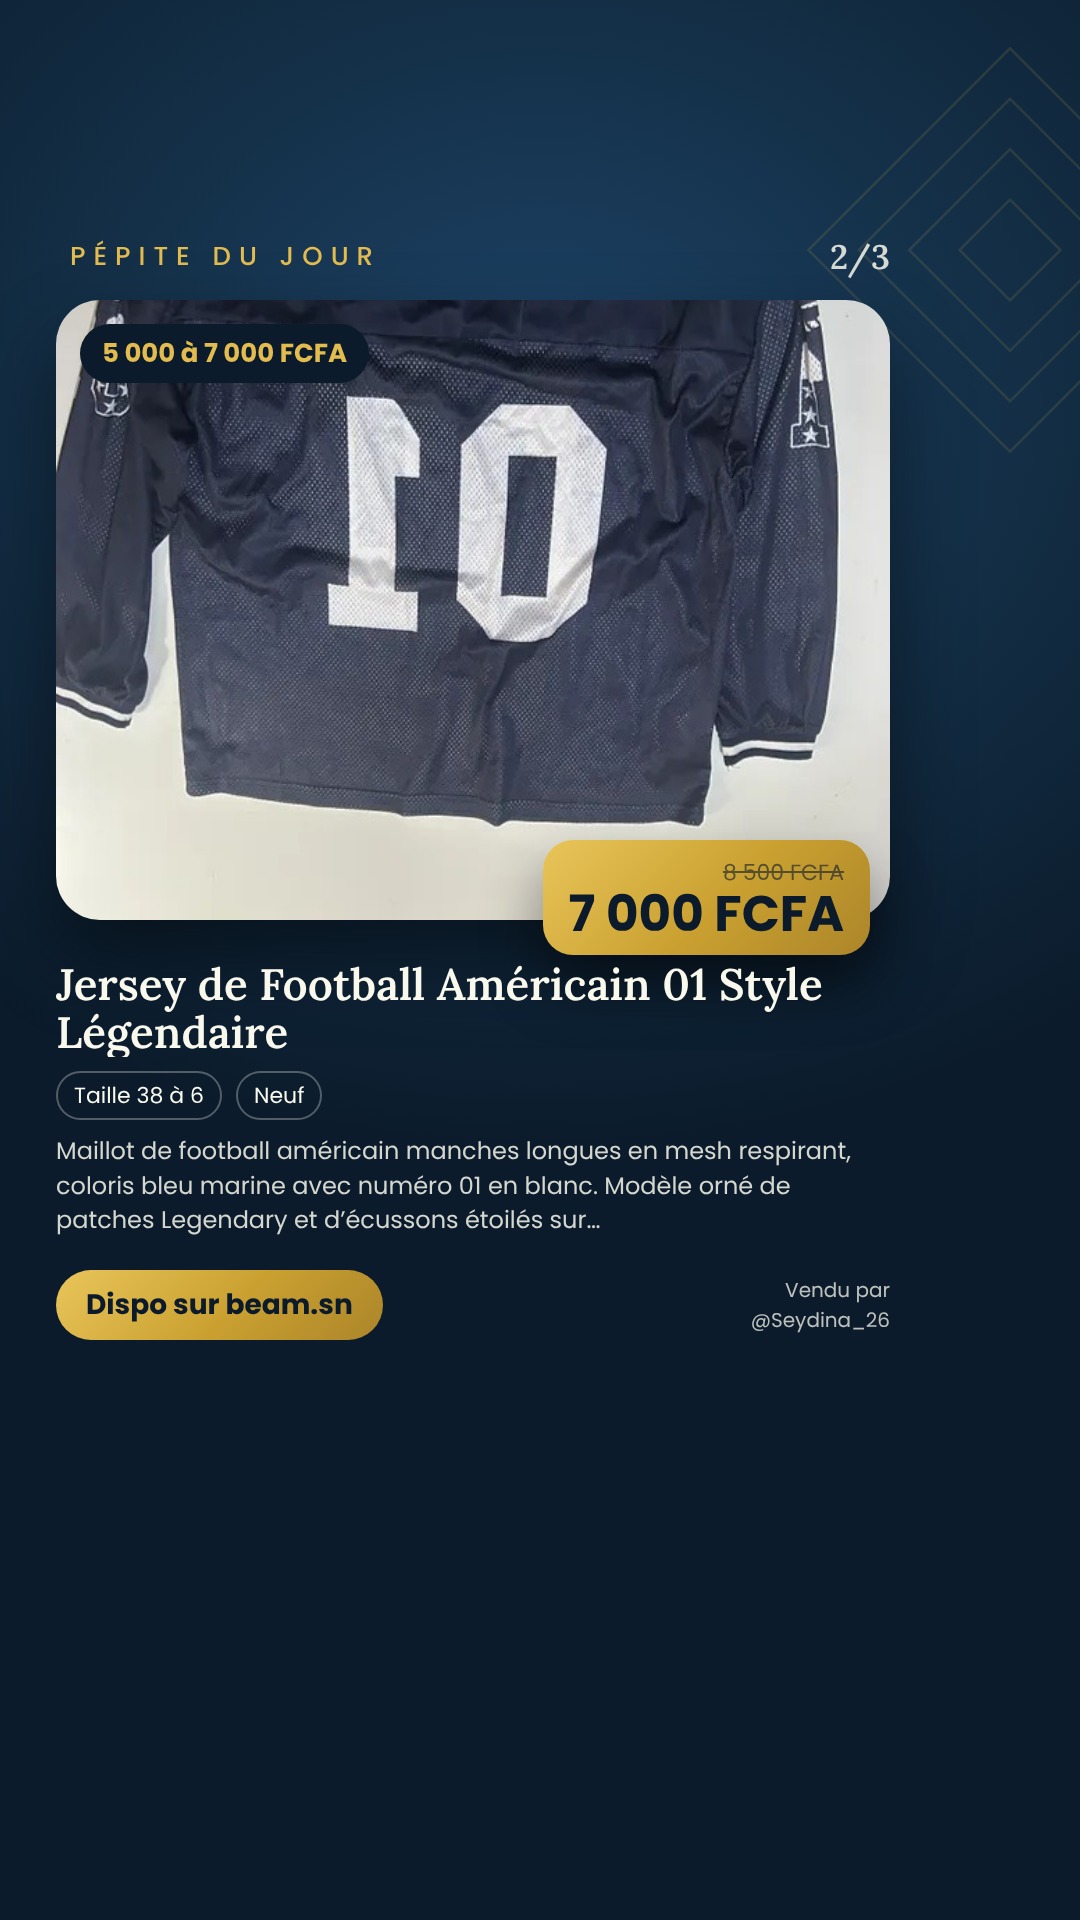 PÉPITE DU JOUR
2/3
5 000 à 7 000 FCFA
01
8 500 FCFA
7 000 FCFA
Jersey de Football Américain 01 Style
Légendaire
Taille 38 à 6
Neuf
Maillot de football américain manches longues en mesh respirant,
coloris bleu marine avec numéro 01 en blanc. Modèle orné de
patches Legendary et d’écussons étoilés sur…
Dispo sur beam.sn
Vendu par
@Seydina_26